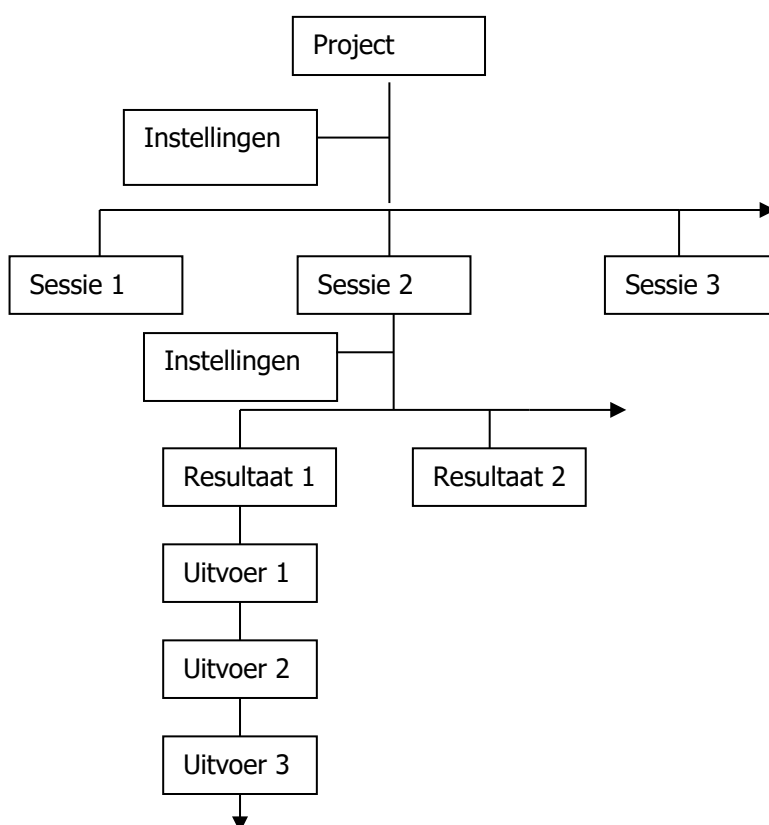 Project
Instellingen
Sessie 1
Sessie 2
Sessie 3
Instellingen
Resultaat 1
Resultaat 2
Uitvoer 1
Uitvoer 2
Uitvoer 3